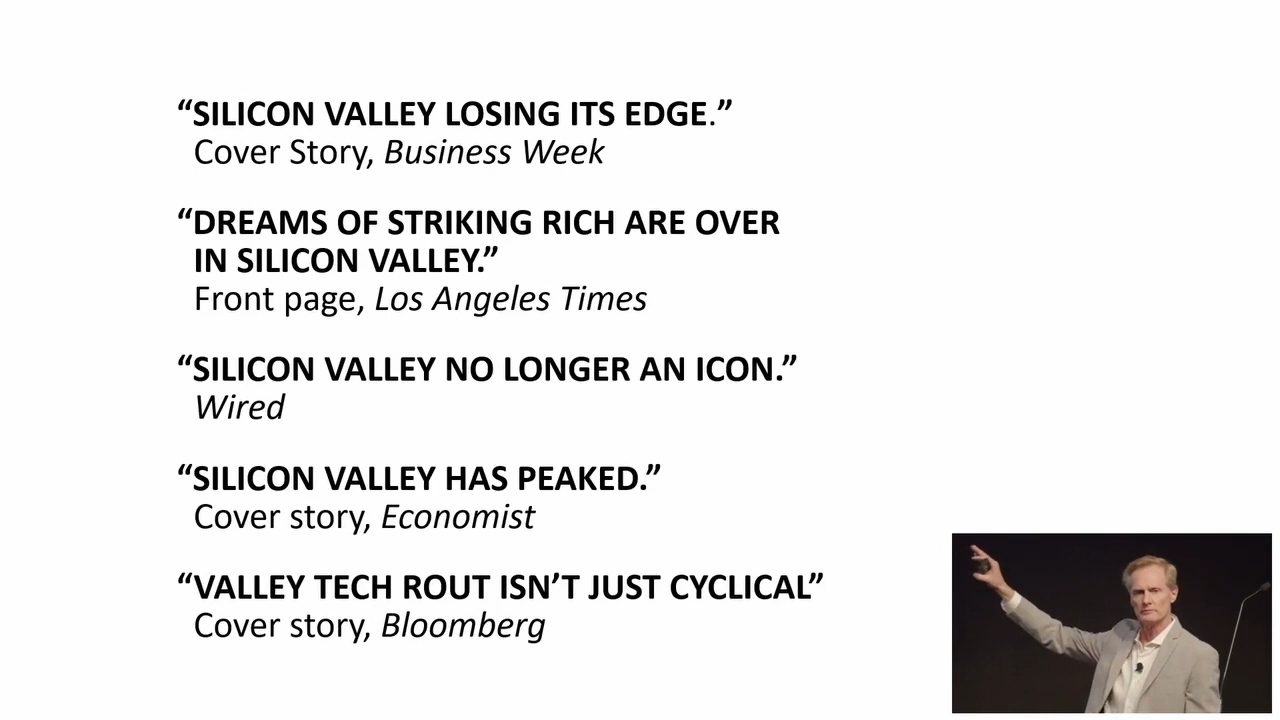 “SILICON VALLEY LOSING ITS EDGE.”
Cover Story, Business Week
“DREAMS OF STRIKING RICH ARE OVER
IN SILICON VALLEY.”
Front page, Los Angeles Times
“SILICON VALLEY NO LONGER AN ICON.”
Wired
“SILICON VALLEY HAS PEAKED.”
Cover story, Economist
“VALLEY TECH ROUT ISN’T JUST CYCLICAL”
Cover story, Bloomberg